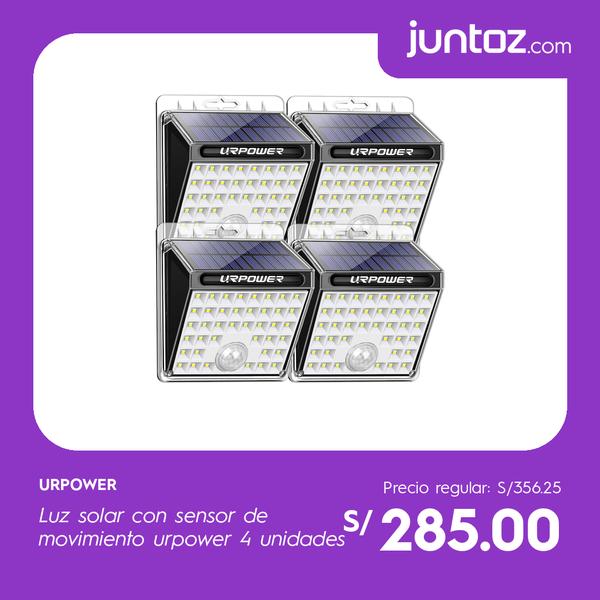 juntoz.com
URPOWER
URPOWER
URPOWER
URPOWER
URPOWER
Luz solar con sensor de
movimiento urpower 4 unidades
Precio regular: S/356.25
S/ 285.00